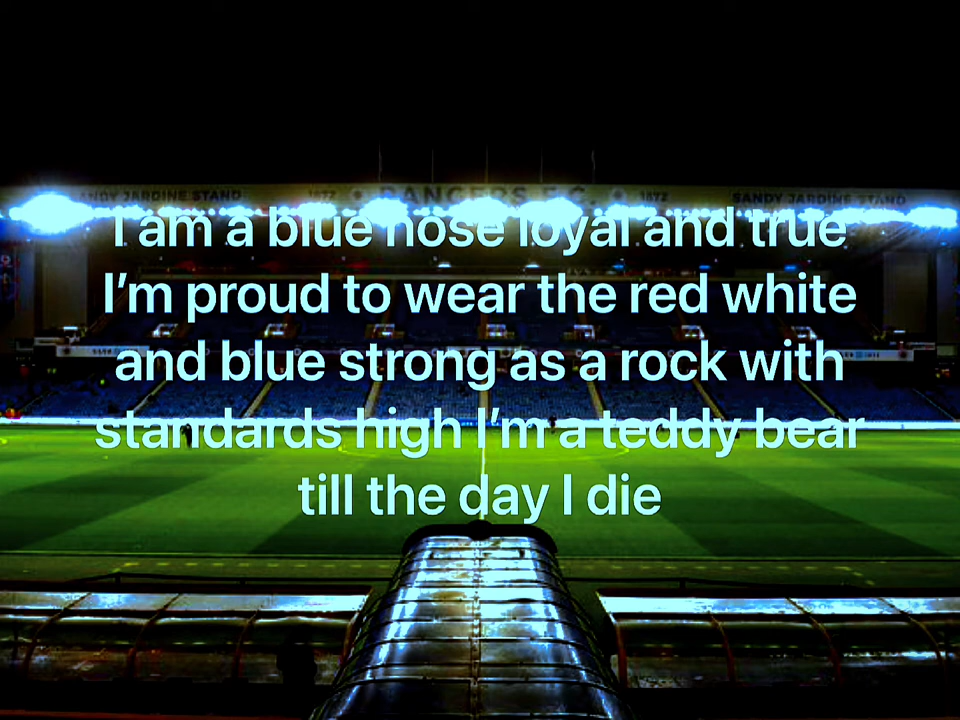 ANDY JARDINE STAND 1872 RANGERS F.C. 1872 SANDY JARDINE STAND
I am a blue nose loyal and true
I’m proud to wear the red white
and blue strong as a rock with
standards high I’m a teddy bear
till the day I die